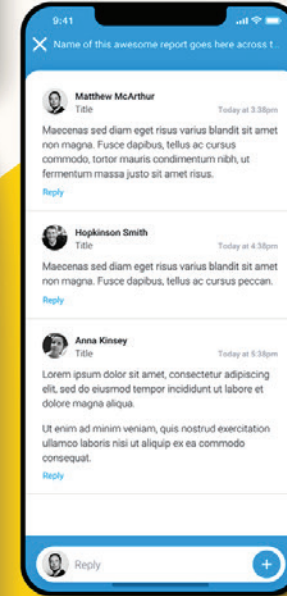 9:41
Name of this awesome report goes here across t...
Matthew McArthur
Title
Today at 3:38pm
Maecenas sed diam eget risus varius blandit sit amet
non magna. Fusce dapibus, tellus ac cursus
commodo, tortor mauris condimentum nibh, ut
fermentum massa justo sit amet risus.
Reply
Hopkinson Smith
Title
Today at 4:38pm
Maecenas sed diam eget risus varius blandit sit amet
non magna. Fusce dapibus, tellus ac cursus peccan.
Reply
Anna Kinsey
Title
Today at 5:38pm
Lorem ipsum dolor sit amet, consectetur adipiscing
elit, sed do eiusmod tempor incididunt ut labore et
dolore magna aliqua.
Ut enim ad minim veniam, quis nostrud exercitation
ullamco laboris nisi ut aliquip ex ea commodo
consequat.
Reply
Reply